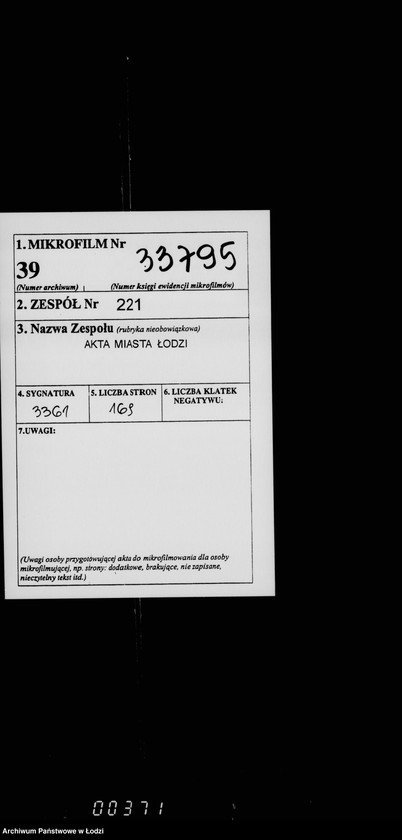 1. MIKROFILM Nr
39 33795
(Numer archiwum) (Numer księgi ewidencji mikrofilmów)
2. ZESPÓŁ Nr 221
3. Nazwa Zespołu (rubryka nieobowiązkowa)
AKTA MIASTA ŁODZI
4. SYGNATURA 5. LICZBA STRON 6. LICZBA KLATEK
NEGATYWU:
3361 169
7.UWAGI:
(Uwagi osoby przygotowującej akta do mikrofilmowania dla osoby
mikrofilmującej, np. strony: dodatkowe, brakujące, nie zapisane,
nieczytelny tekst itd.)
00371
Archiwum Państwowe w Łodzi